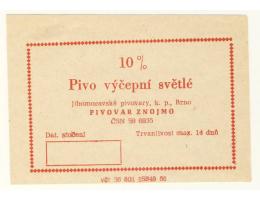 10 %
Pivo výčepní světlé
Jihomoravské pivovary, k. p., Brno
PIVOVAR ZNOJMO
ČSN 56 6635
Dat. stočení Trvanlivost max. 14 dnů